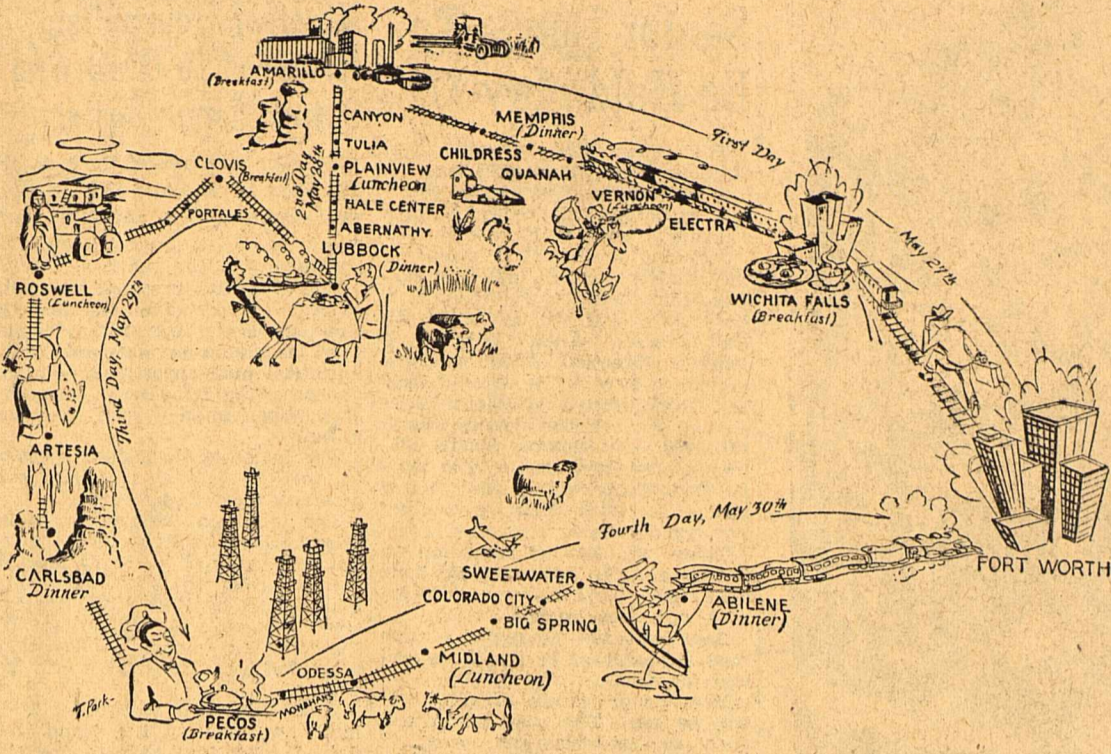 AMARILLO
(Breakfast)
CANYON
MEMPHIS
(Dinner)
First Day
TULIA
CHILDRESS
CLOVIS
(Breakfast)
2nd Day
May 28th
PLAINVIEW
Luncheon
QUANAH
VERNON
(Luncheon)
PORTALES
HALE CENTER
ELECTRA
ABERNATHY
May 27th
LUBBOCK
(Dinner)
ROSWELL
(Luncheon)
WICHITA FALLS
(Breakfast)
Third Day, May 29th
ARTESIA
Fourth Day, May 30th
CARLSBAD
Dinner
SWEETWATER
FORT WORTH
COLORADO CITY
ABILENE
(Dinner)
BIG SPRING
MIDLAND
(Luncheon)
ODESSA
MONAHANS
T. Park-
PECOS
(Breakfast)